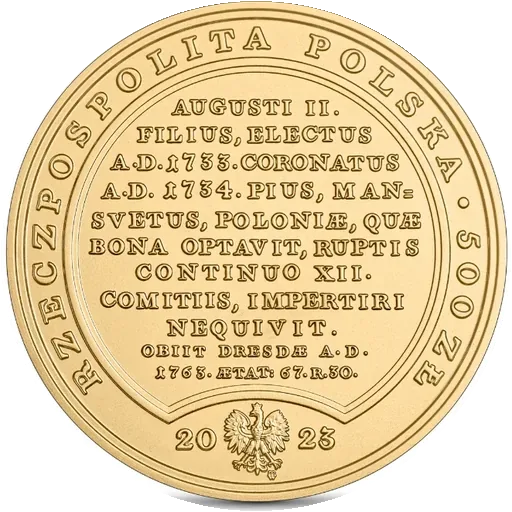 RZECZPOSPOLITA POLSKA · 500 ZŁ
AUGUSTI II.
FILIUS, ELECTUS
A.D.1733.CORONATUS
A.D. 1734. PIUS, MAN=
SVETUS, POLONIÆ, QUÆ
BONA OPTAVIT, RUPTIS
CONTINUO XII.
COMITIIS, IMPERTIRI
NEQUIVIT.
OBIIT DRESDÆ A.D.
1763. ÆTAT: 67. R.30.
20 23